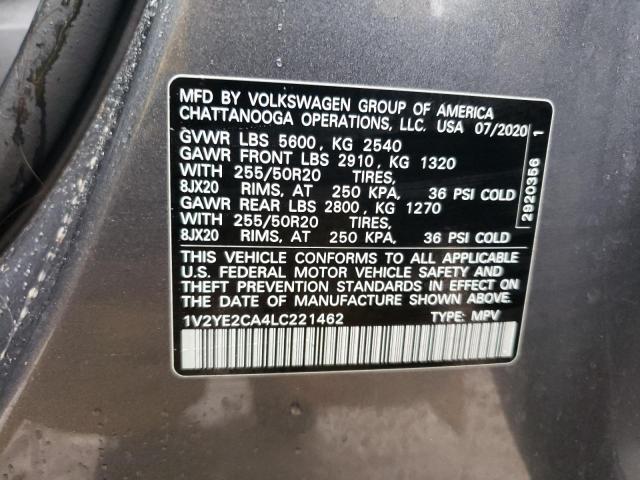 MFD BY VOLKSWAGEN GROUP OF AMERICA
CHATTANOOGA OPERATIONS, LLC. USA 07/2020
GVWR LBS 5600, KG 2540
GAWR FRONT LBS 2910, KG 1320
WITH 255/50R20 TIRES,
8JX20 RIMS, AT 250 KPA, 36 PSI COLD
GAWR REAR LBS 2800, KG 1270
WITH 255/50R20 TIRES,
8JX20 RIMS, AT 250 KPA, 36 PSI COLD
THIS VEHICLE CONFORMS TO ALL APPLICABLE
U.S. FEDERAL MOTOR VEHICLE SAFETY AND
THEFT PREVENTION STANDARDS IN EFFECT ON
THE DATE OF MANUFACTURE SHOWN ABOVE.
1V2YE2CA4LC221462 TYPE: MPV
2920356 1